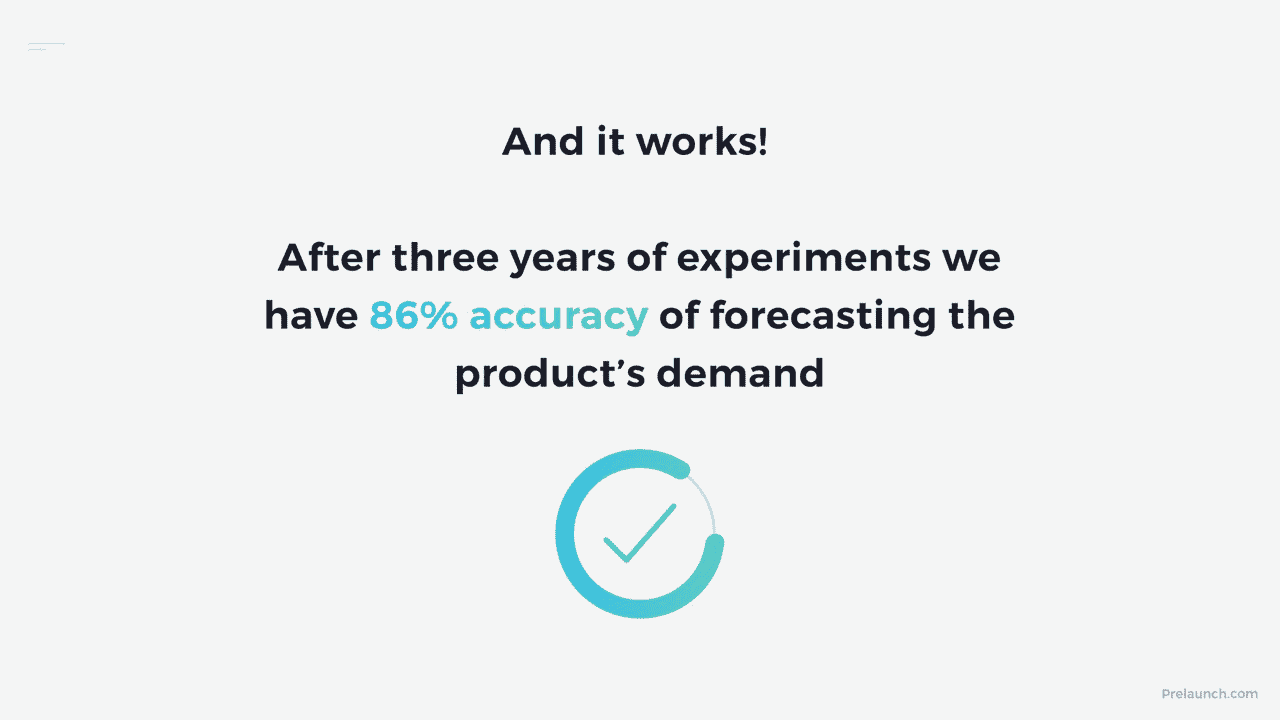 And it works!
After three years of experiments we
have 86% accuracy of forecasting the
product’s demand
Prelaunch.com